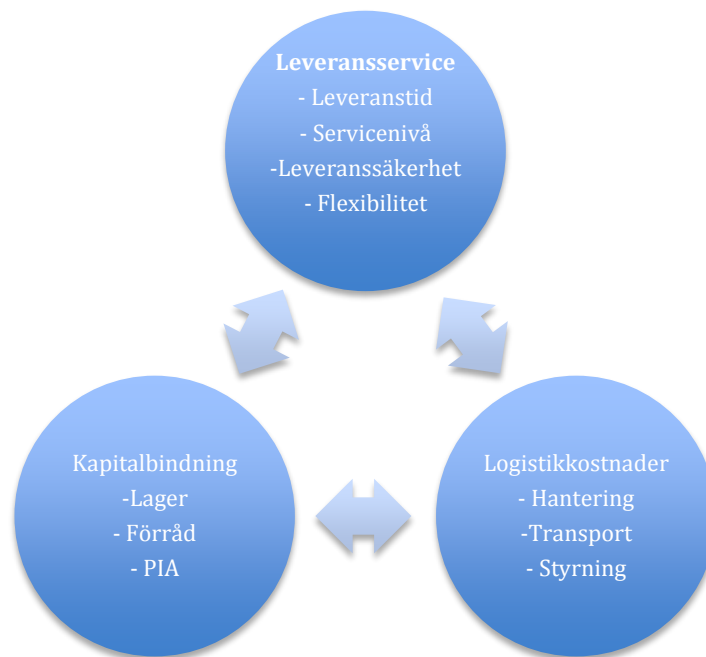 Leveransservice
- Leveranstid
- Servicenivå
-Leveranssäkerhet
- Flexibilitet
Kapitalbindning
-Lager
- Förråd
- PIA
Logistikkostnader
- Hantering
-Transport
- Styrning